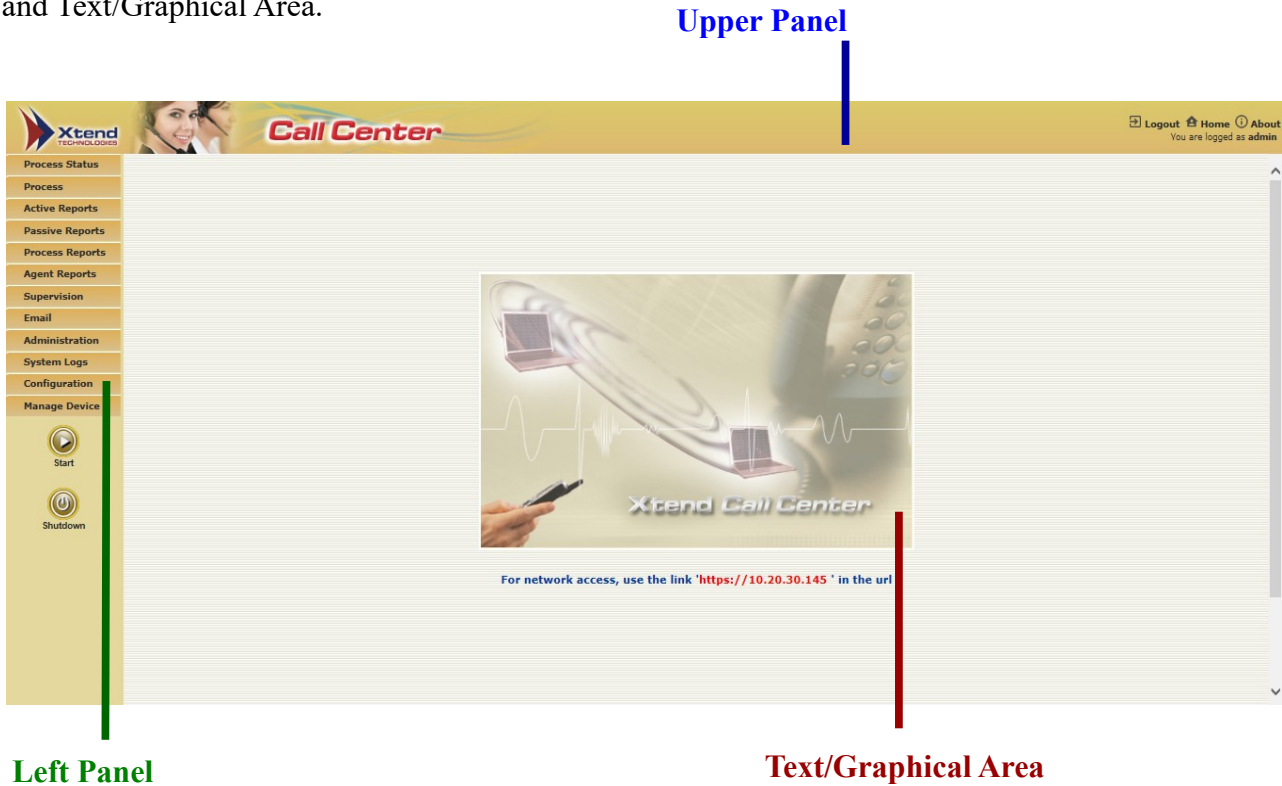 and Text/Graphical Area.
Upper Panel
Xtend
TECHNOLOGIES
Call Center
Logout Home About
You are logged as admin
Process Status
Process
Active Reports
Passive Reports
Process Reports
Agent Reports
Supervision
Email
Administration
System Logs
Configuration
Manage Device
Start
Shutdown
Xtend Call Center
For network access, use the link 'https://10.20.30.145 ' in the url
Left Panel
Text/Graphical Area